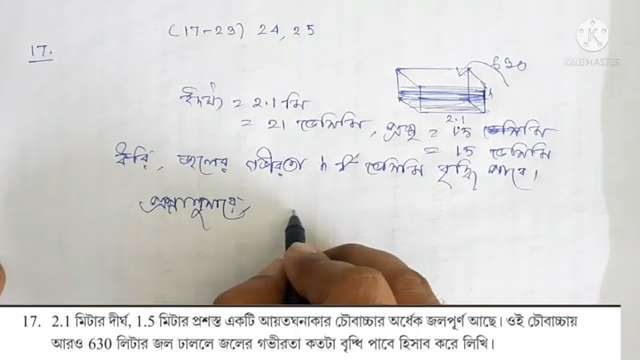 (17-23) 24, 25
17.
KINEMASTER
630
দৈর্ঘ্য = 2.1 মি
= 21 ডেসিমি, প্রস্থ = 1.5
2.1
= 15 ডেসিমি
ধরি, জলের গভীরতা h ডেসিমি বৃদ্ধি পাবে।
প্রশ্নানুসারে,
17. 2.1 মিটার দীর্ঘ, 1.5 মিটার প্রশস্ত একটি আয়তঘনাকার চৌবাচ্চার অর্ধেক জলপূর্ণ আছে। ওই চৌবাচ্চায়
আরও 630 লিটার জল ঢাললে জলের গভীরতা কতটা বৃদ্ধি পাবে হিসাব করে লিখি।